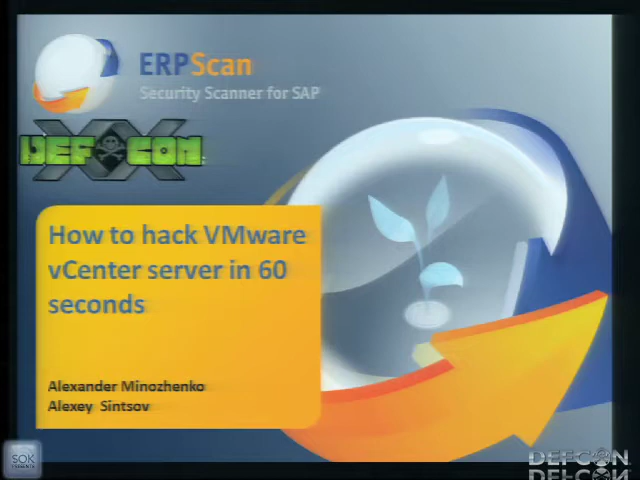 ERPScan
Security Scanner for SAP
DEF CON
How to hack VMware
vCenter server in 60
seconds
Alexander Minozhenko
Alexey Sintsov
SOK
DEFCON